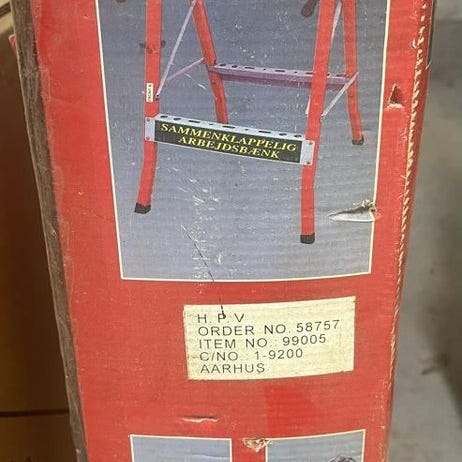 SAMMENKLAPPELIG
ARBEJDSBÆNK
H. P. V
ORDER NO. 58757
ITEM NO.: 99005
C/NO.: 1-9200
AARHUS